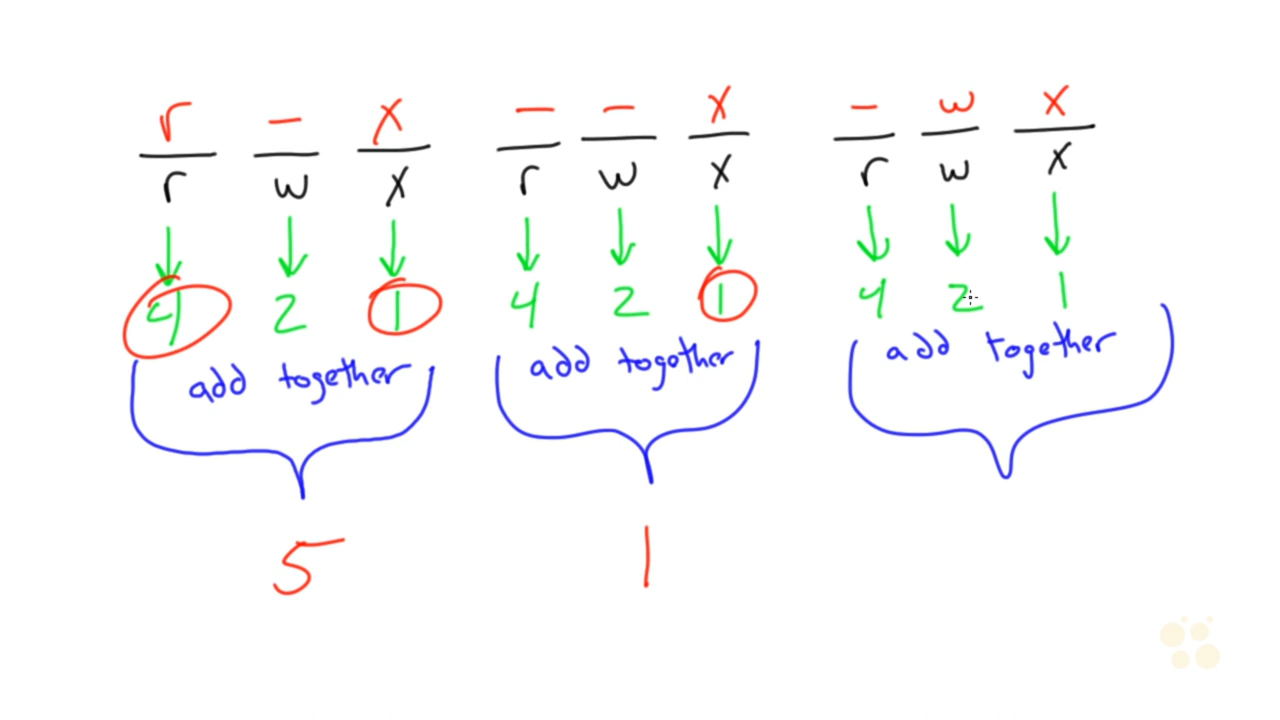 r - x - - x - w x
r w x r w x r w x
4 2 1 4 2 1 4 2 1
add together add together add together
5 1